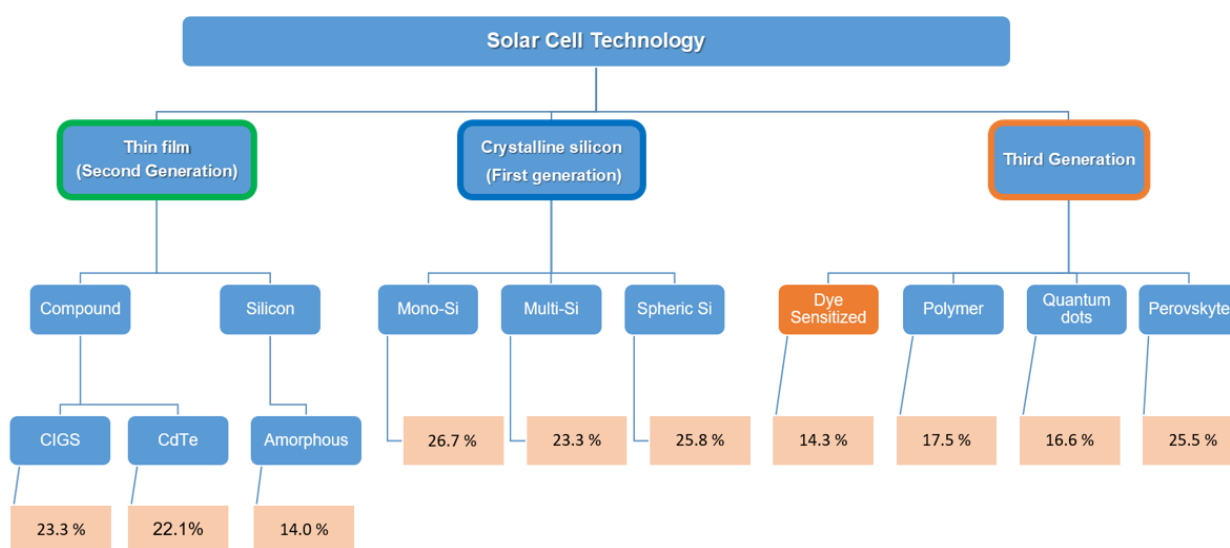 Solar Cell Technology
Thin film
(Second Generation)
Crystalline silicon
(First generation)
Third Generation
Compound
Silicon
Mono-Si
Multi-Si
Spheric Si
Dye
Sensitized
Polymer
Quantum
dots
Perovskyte
CIGS
CdTe
Amorphous
26.7 %
23.3 %
25.8 %
14.3 %
17.5 %
16.6 %
25.5 %
23.3 %
22.1%
14.0 %